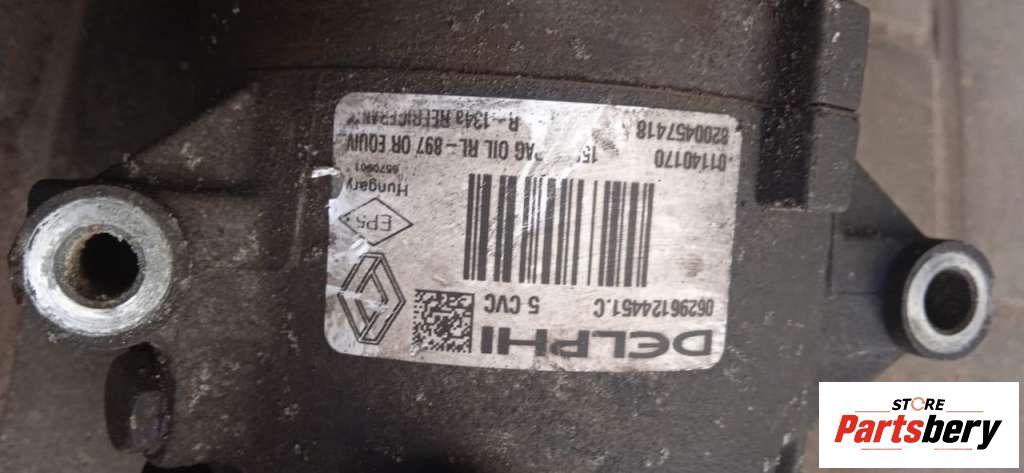 DELPHI
06296124451.C 5 CVC
EPS
Hungary
01140170 PAG OIL RL-897 OR EQUIV
8200457418 R-134a REFRIGERANT
STORE
Partsbery